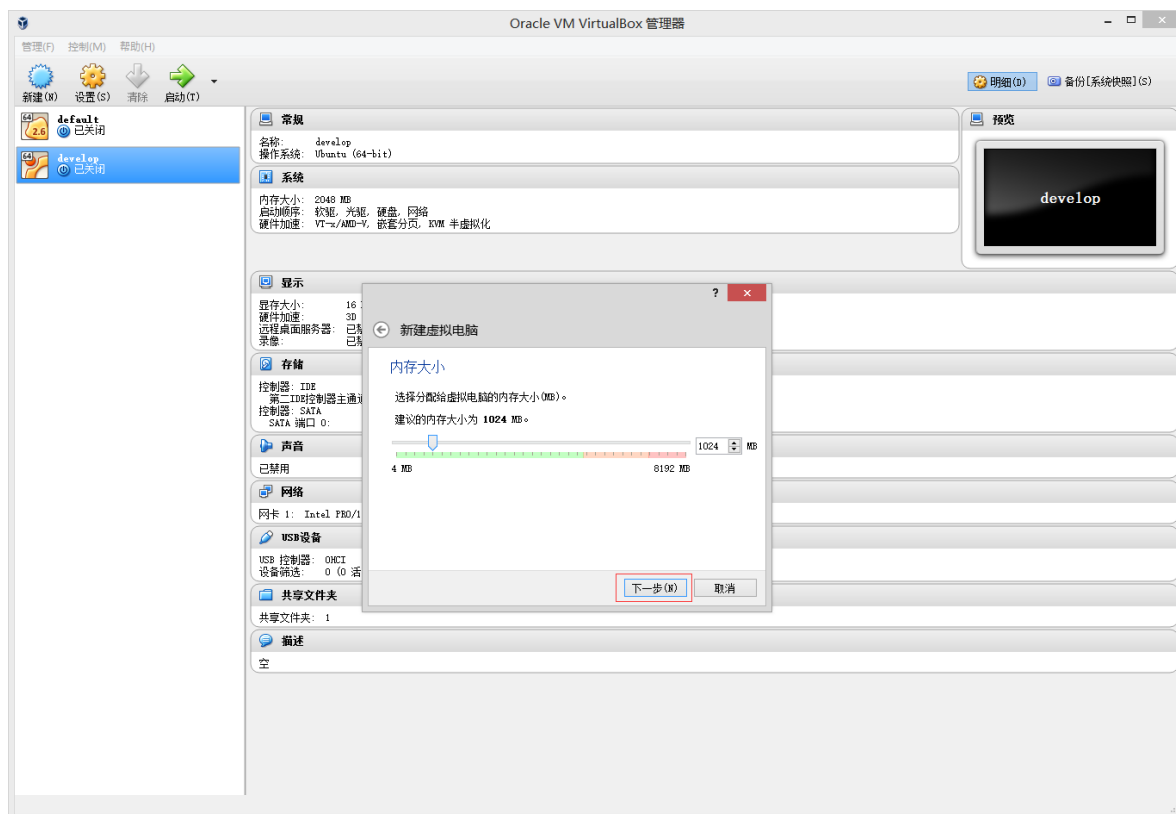 Oracle VM VirtualBox 管理器
管理(F) 控制(M) 帮助(H)
新建(N) 设置(S) 清除 启动(T)
明细(D) 备份[系统快照](S)
64 2.6 default
已关闭
64 develop
已关闭
常规
名称: develop
操作系统: Ubuntu (64-bit)
系统
内存大小: 2048 MB
启动顺序: 软驱, 光驱, 硬盘, 网络
硬件加速: VT-x/AMD-V, 嵌套分页, KVM 半虚拟化
预览
develop
显示
显存大小: 16
硬件加速: 3D
远程桌面服务器: 已禁
录像: 已禁
存储
控制器: IDE
第二IDE控制器主通道
控制器: SATA
SATA 端口 0:
声音
已禁用
网络
网卡 1: Intel PRO/1
USB设备
USB 控制器: OHCI
设备筛选: 0 (0 活
共享文件夹
共享文件夹: 1
描述
空
?
新建虚拟电脑
内存大小
选择分配给虚拟电脑的内存大小(MB)。
建议的内存大小为 1024 MB。
1024 MB
4 MB 8192 MB
下一步(N) 取消